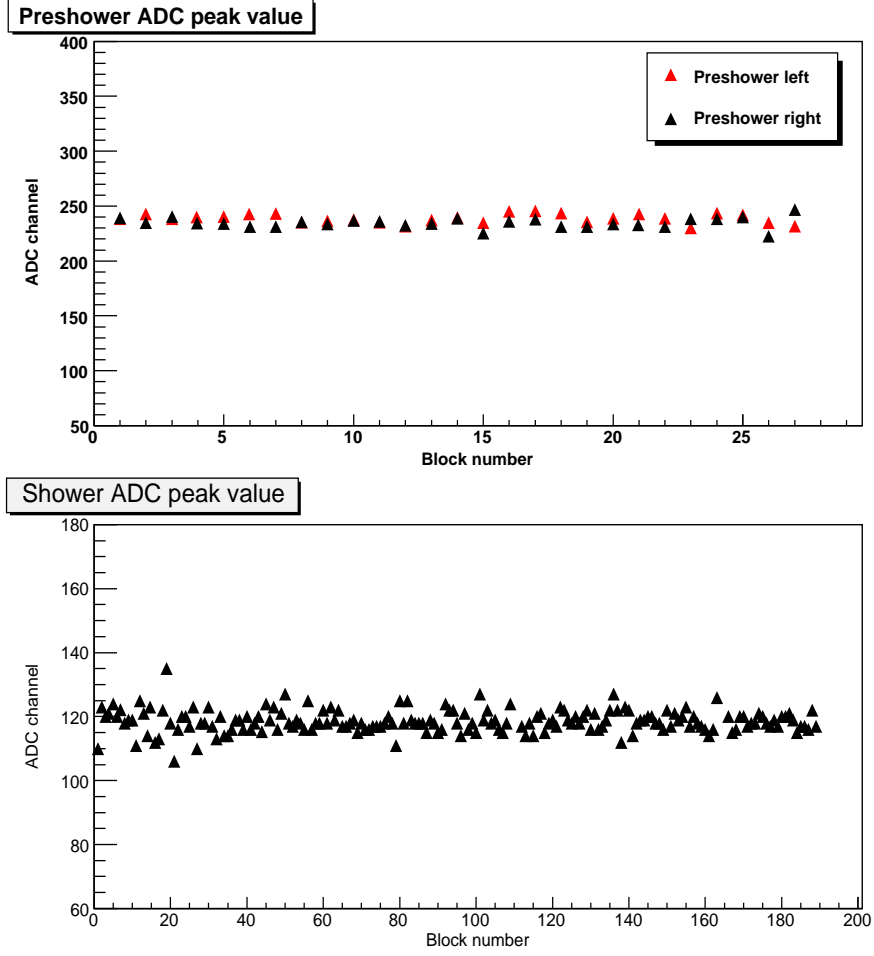 Preshower ADC peak value
400
350
300
250
200
150
100
50
ADC channel
Preshower left
Preshower right
0 5 10 15 20 25
Block number
Shower ADC peak value
180
160
140
120
100
80
60
ADC channel
0 20 40 60 80 100 120 140 160 180 200
Block number